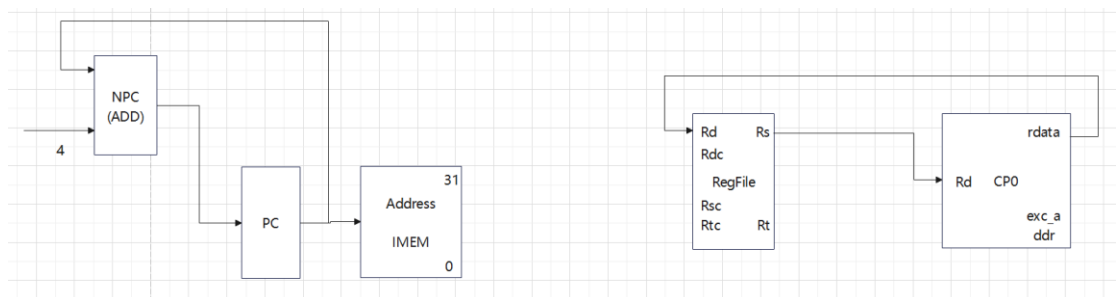 NPC
(ADD)
4
PC
31
Address
IMEM
0
Rd Rs
Rdc
RegFile
Rsc
Rtc Rt
rdata
Rd CP0
exc_a
ddr